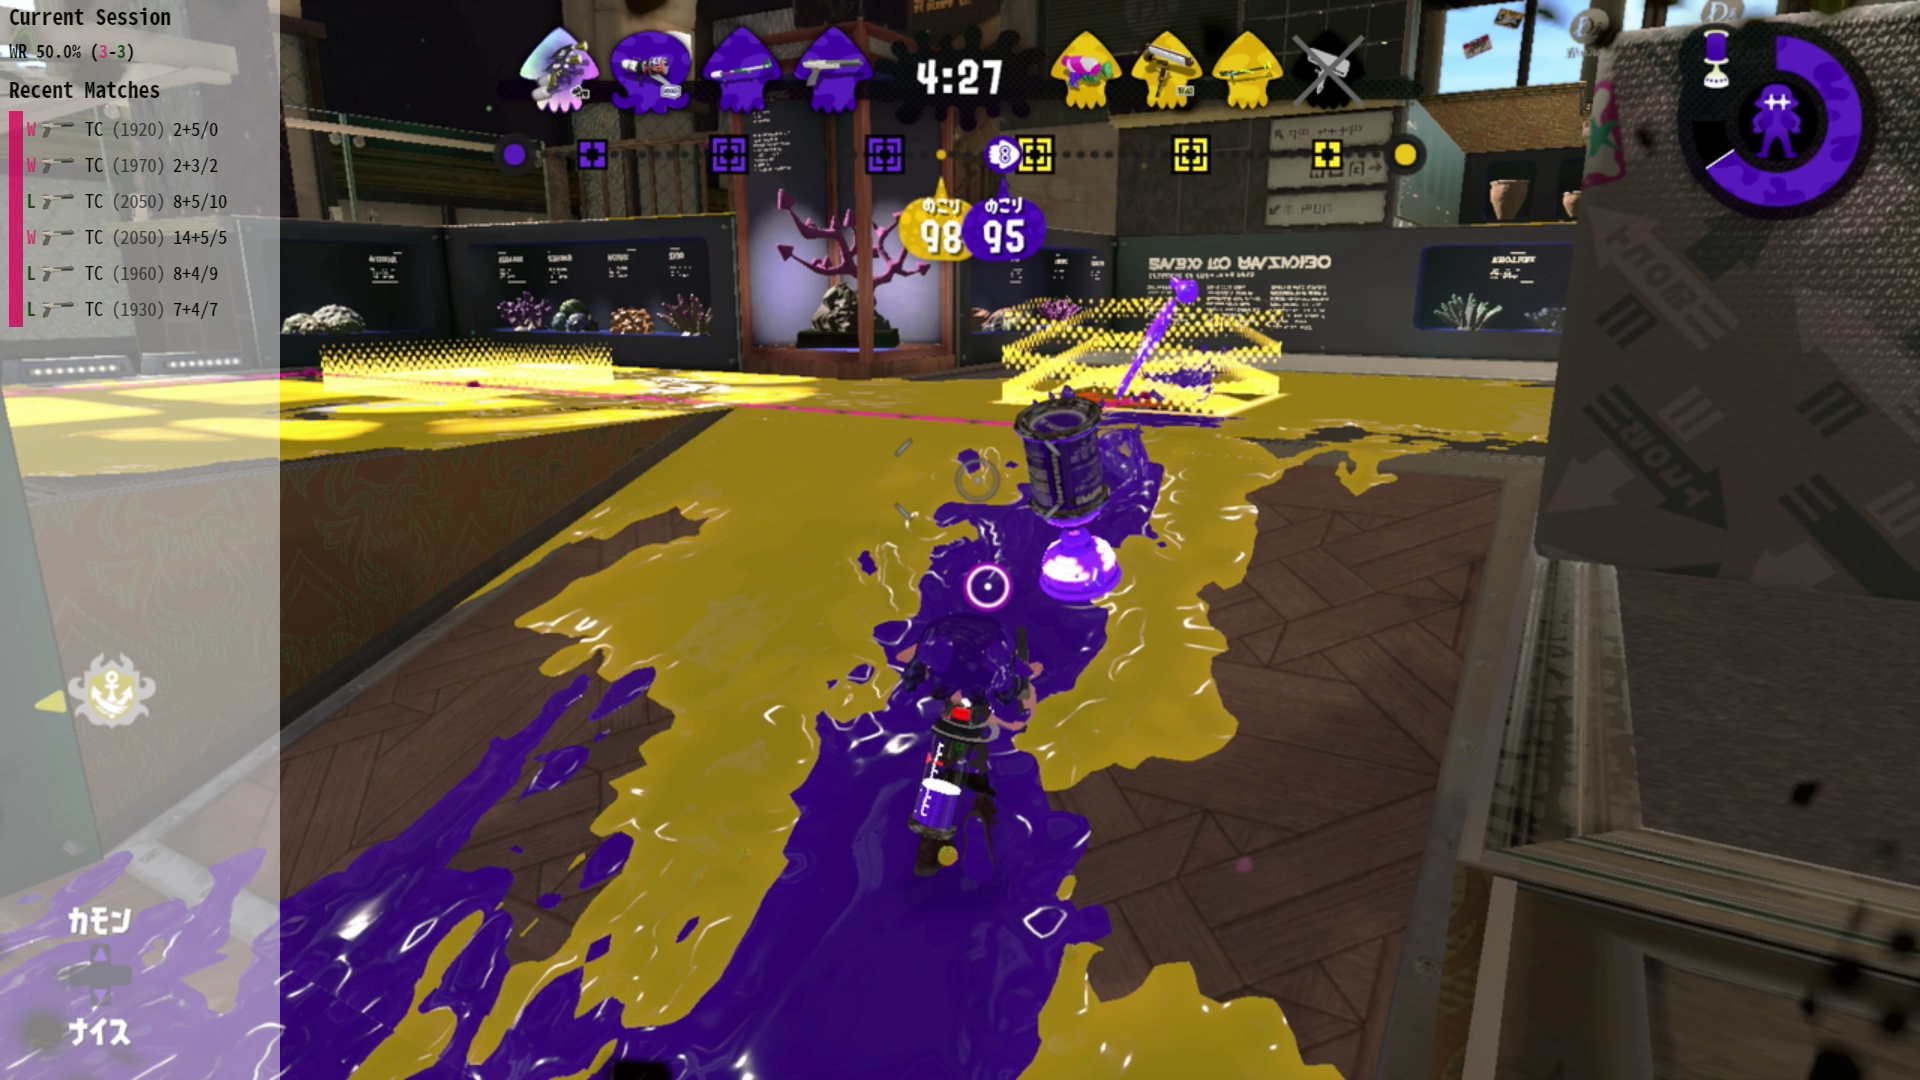 Current Session
WR 50.0% (3-3)
Recent Matches
W TC (1920) 2+5/0
W TC (1970) 2+3/2
L TC (2050) 8+5/10
W TC (2050) 14+5/5
L TC (1960) 8+4/9
L TC (1930) 7+4/7
4:27
のこり
98
のこり
95
カモン
ナイス